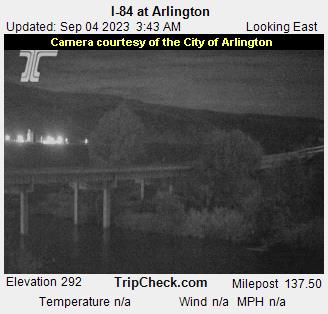 I-84 at Arlington
Updated: Sep 04 2023 3:43 AM Looking East
Camera courtesy of the City of Arlington
Elevation 292 TripCheck.com Milepost 137.50
Temperature n/a Wind n/a MPH n/a